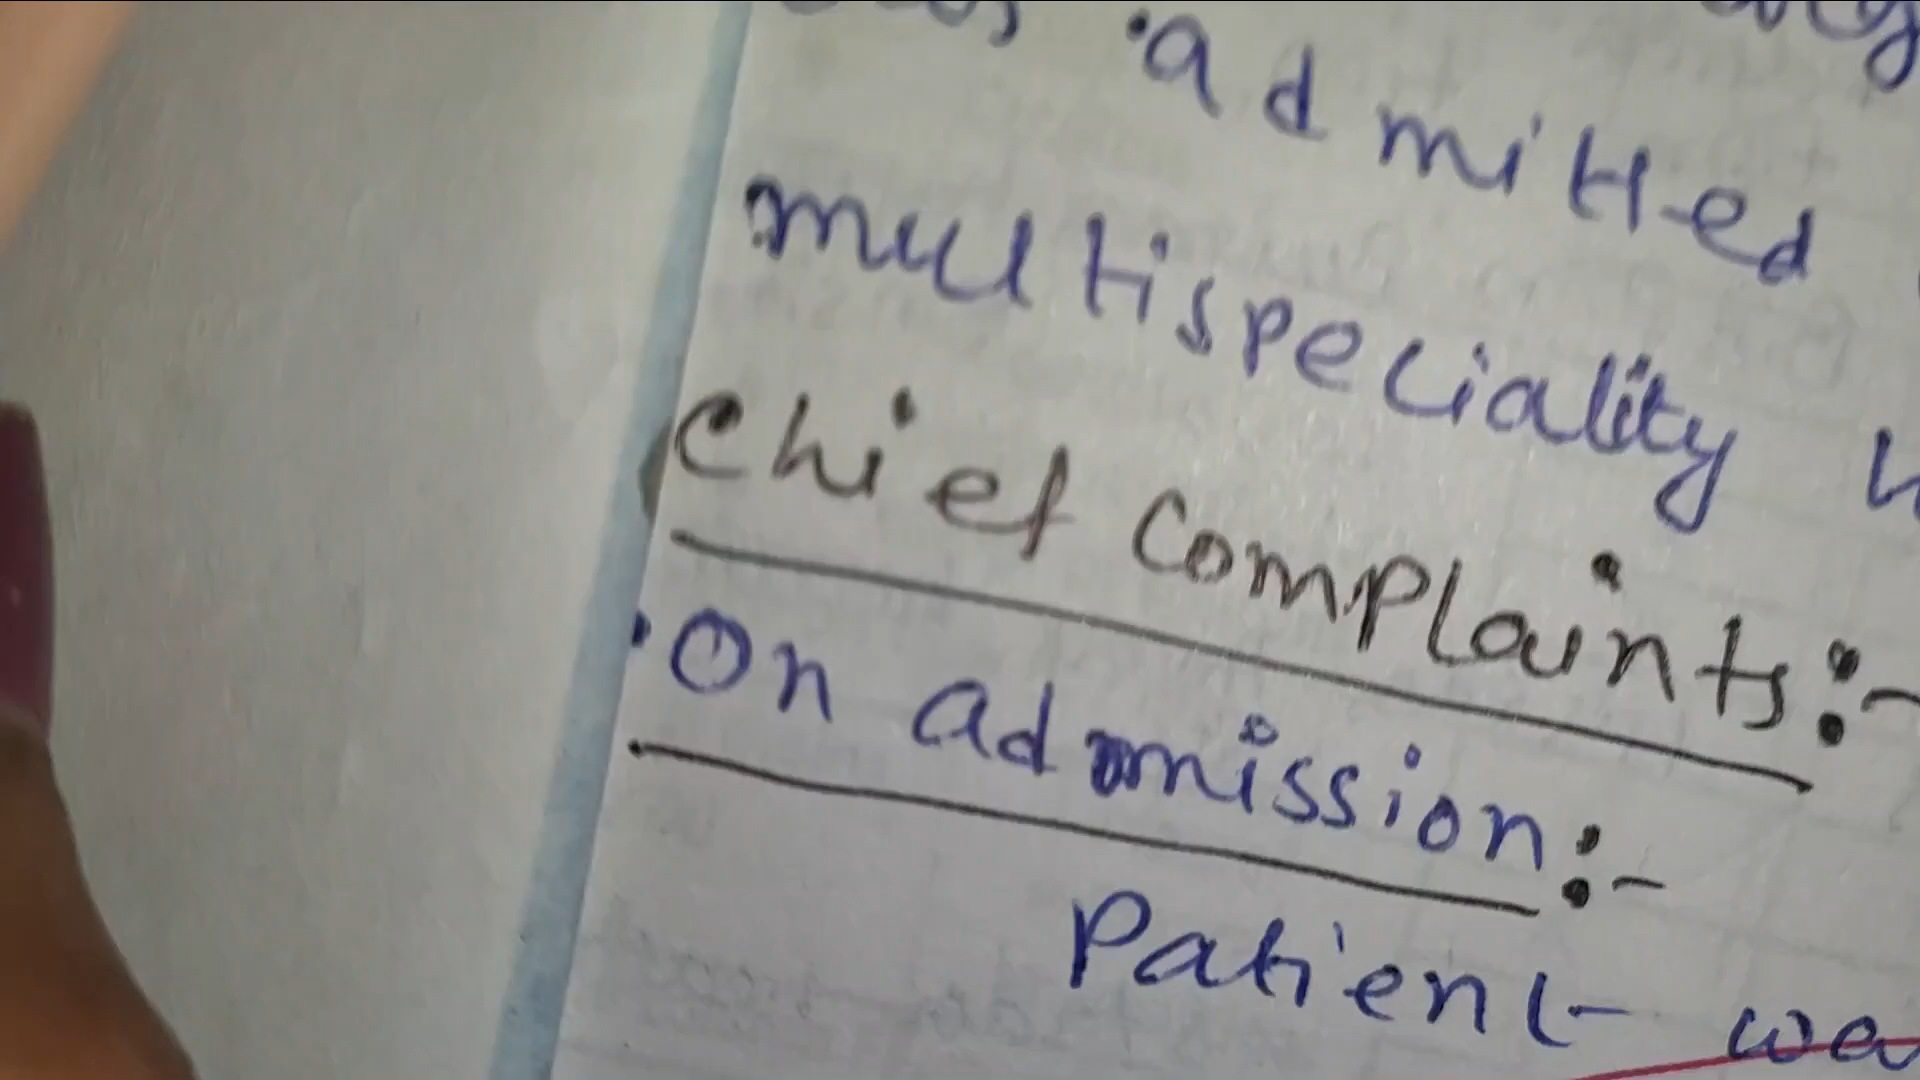 admitted
multispeciality
Chief Complaints:-
On admission:-
Patient